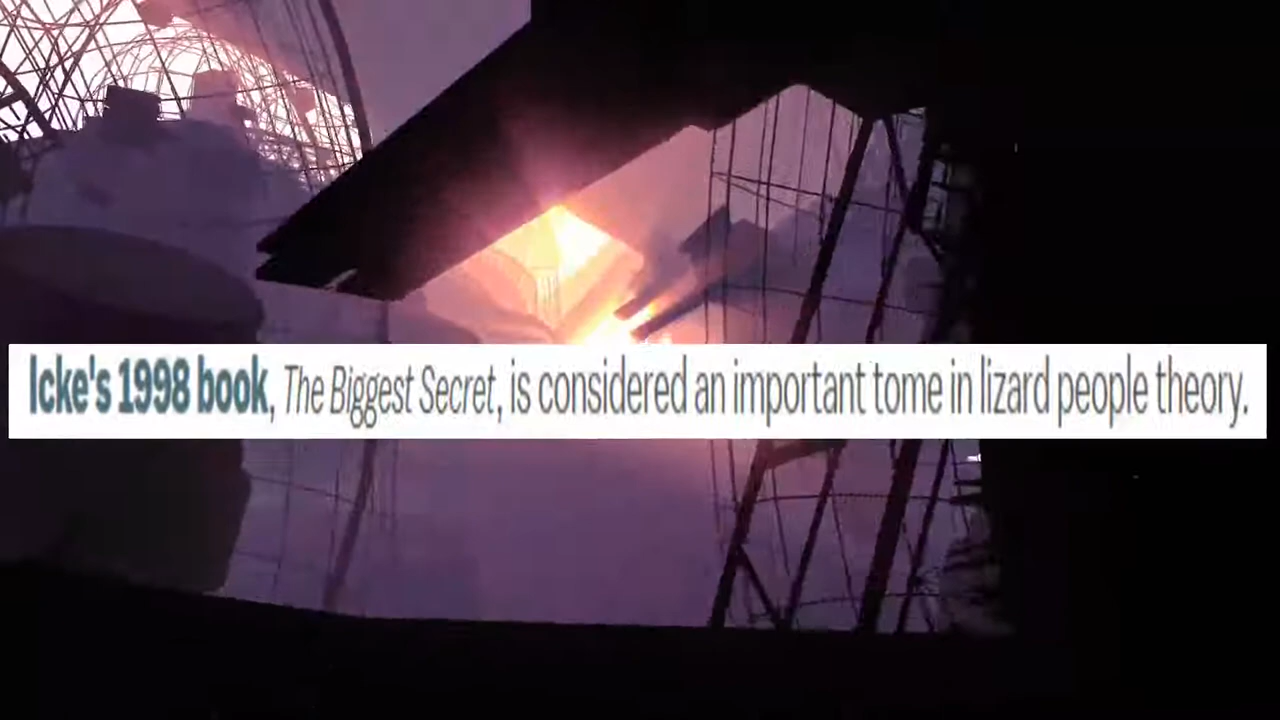 Icke's 1998 book, The Biggest Secret, is considered an important tome in lizard people theory.